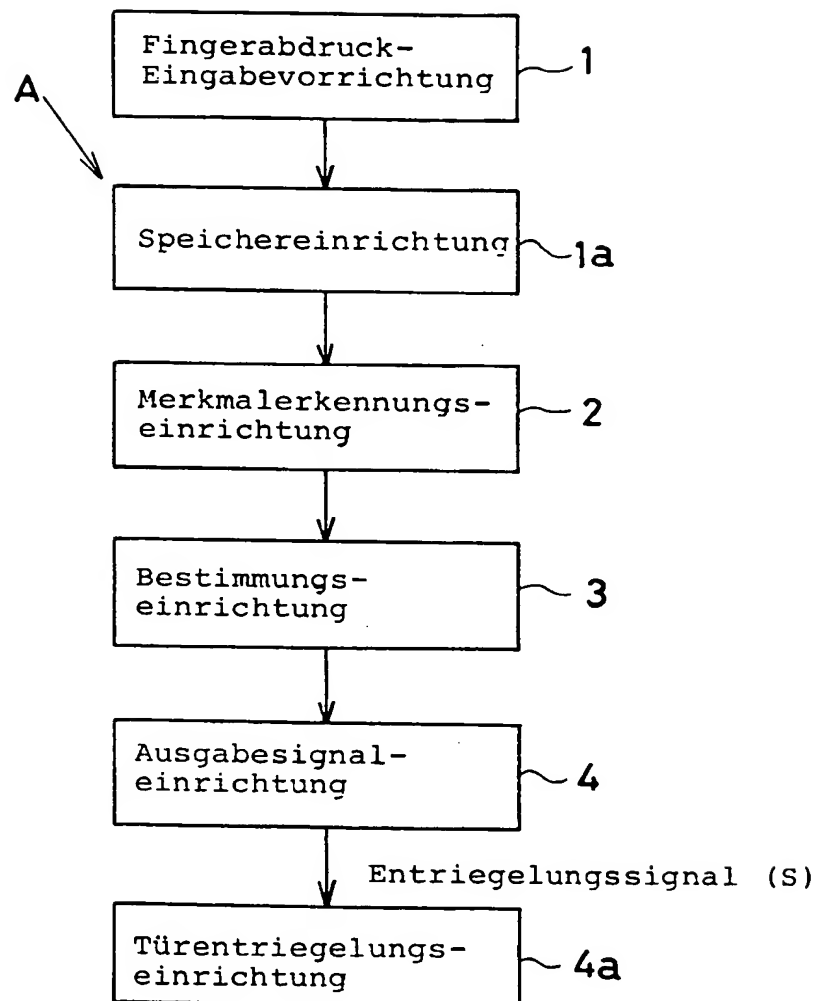 Fingerabdruck-
Eingabevorrichtung
1
A
Speichereinrichtung
1a
Merkmalerkennungs-
einrichtung
2
Bestimmungs-
einrichtung
3
Ausgabesignal-
einrichtung
4
Entriegelungssignal (S)
Türentriegelungs-
einrichtung
4a